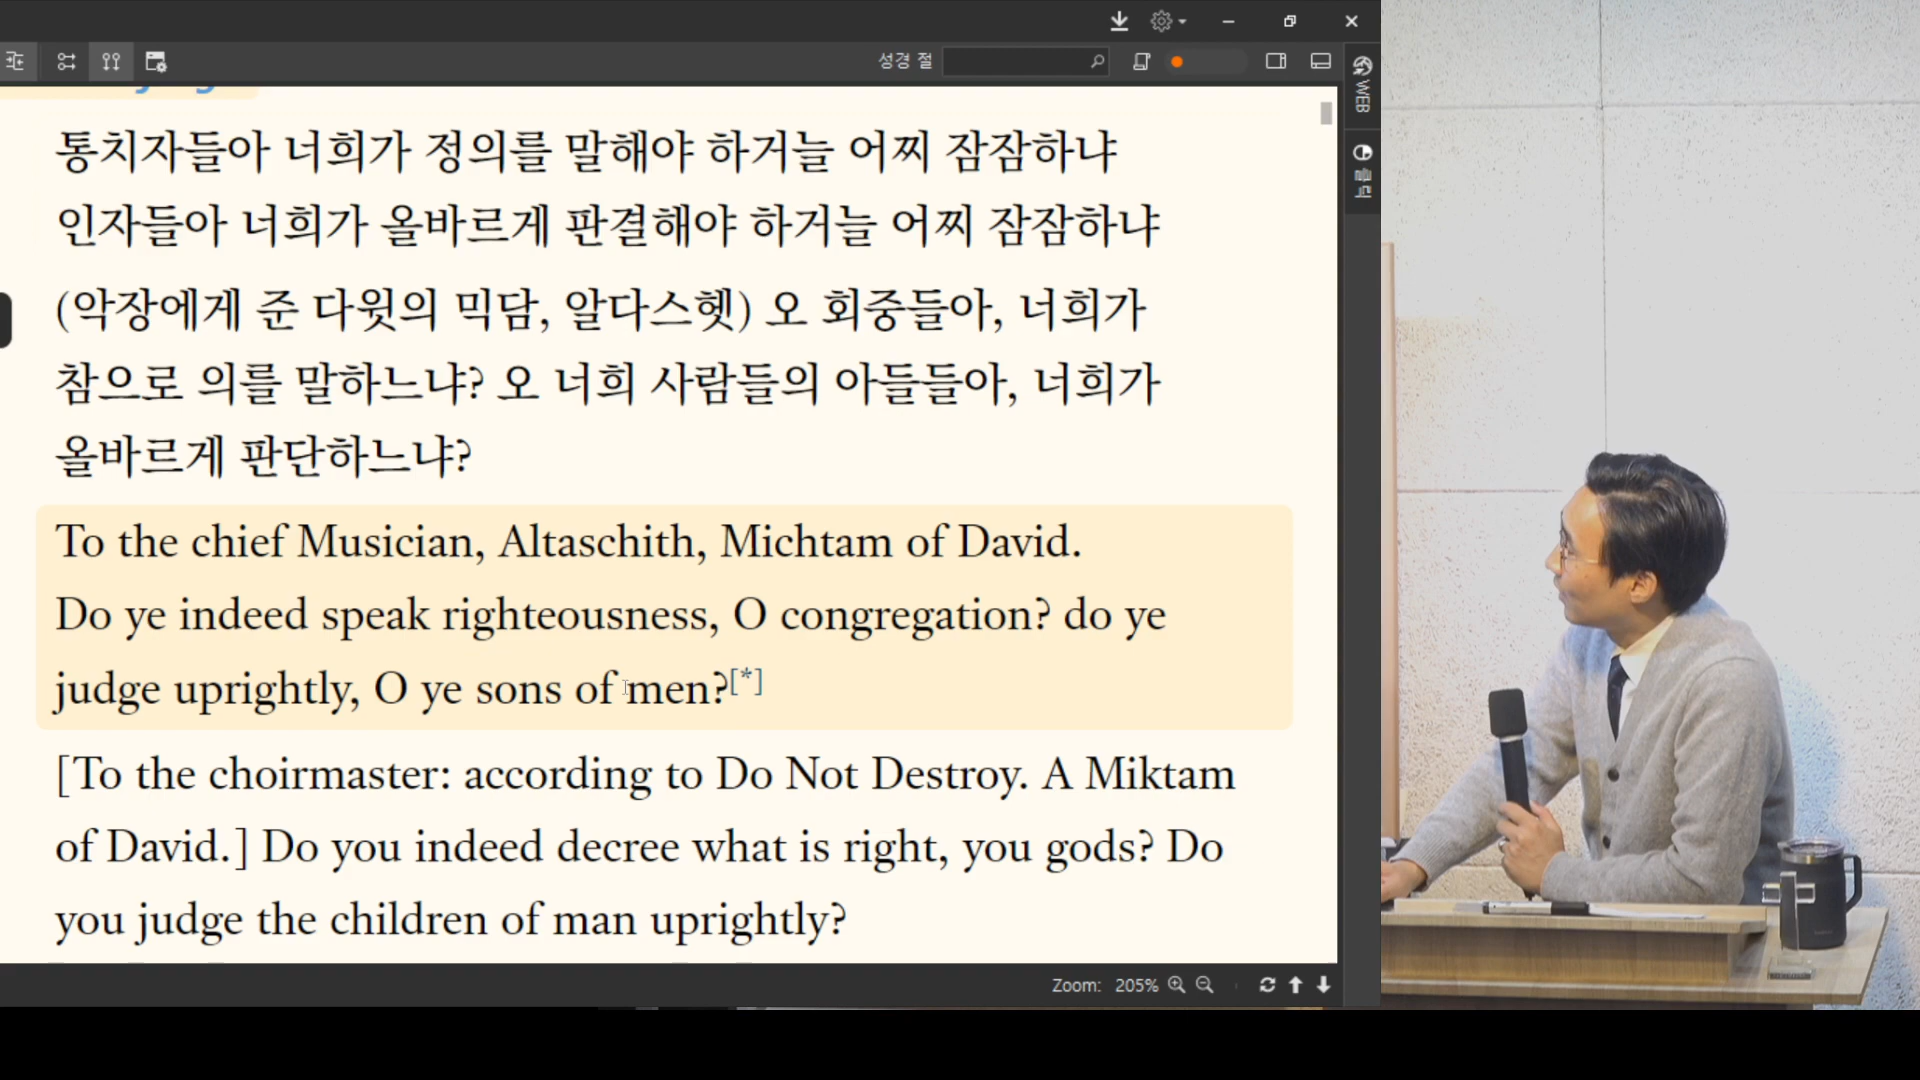 성경 절
WEB
클릭
통치자들아 너희가 정의를 말해야 하거늘 어찌 잠잠하냐
인자들아 너희가 올바르게 판결해야 하거늘 어찌 잠잠하냐
(악장에게 준 다윗의 믹담, 알다스헷) 오 회중들아, 너희가
참으로 의를 말하느냐? 오 너희 사람들의 아들들아, 너희가
올바르게 판단하느냐?
To the chief Musician, Altaschith, Michtam of David.
Do ye indeed speak righteousness, O congregation? do ye
judge uprightly, O ye sons of men?[*]
[To the choirmaster: according to Do Not Destroy. A Miktam
of David.] Do you indeed decree what is right, you gods? Do
you judge the children of man uprightly?
Zoom: 205%